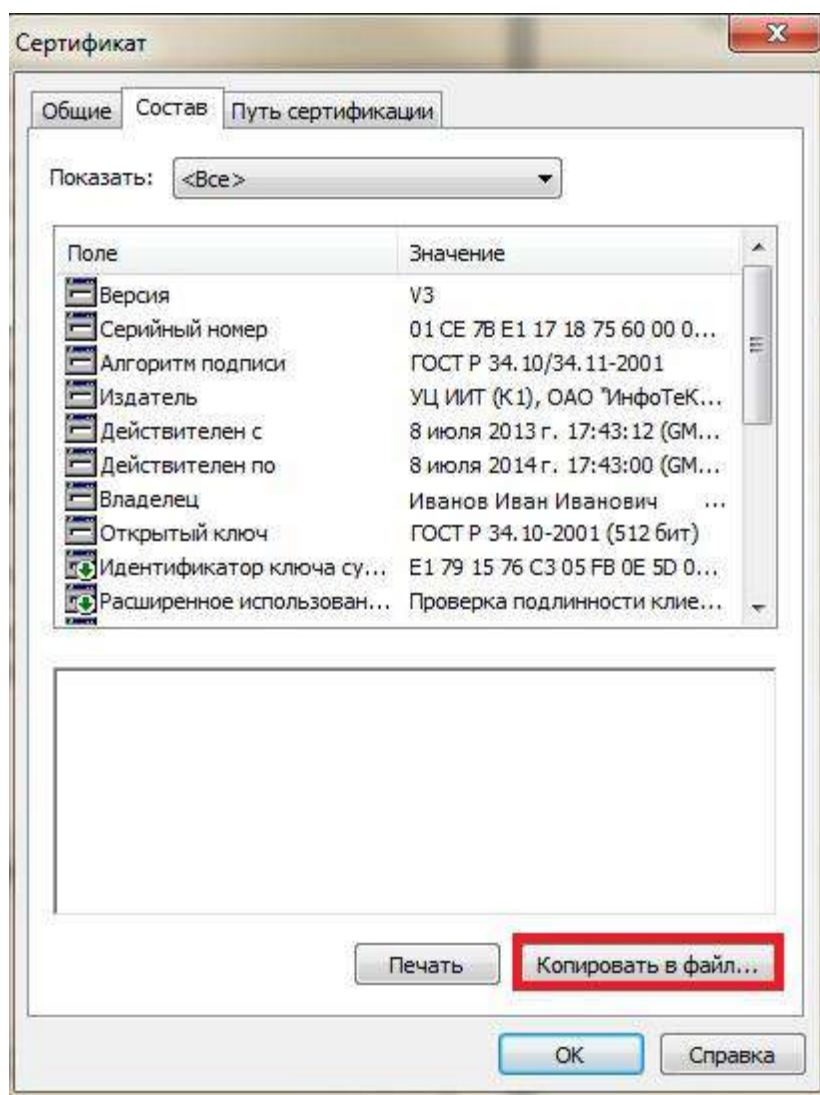 Сертификат
Общие Состав Путь сертификации
Показать: <Все>
Поле Значение
Версия V3
Серийный номер 01 CE 7B E1 17 18 75 60 00 0...
Алгоритм подписи ГОСТ Р 34.10/34.11-2001
Издатель УЦ ИИТ (К1), ОАО "ИнфоТеК...
Действителен с 8 июля 2013 г. 17:43:12 (GM...
Действителен по 8 июля 2014 г. 17:43:00 (GM...
Владелец Иванов Иван Иванович ...
Открытый ключ ГОСТ Р 34.10-2001 (512 бит)
Идентификатор ключа су... E1 79 15 76 C3 05 FB 0E 5D 0...
Расширенное использован... Проверка подлинности клие...
Печать Копировать в файл...
ОК Справка